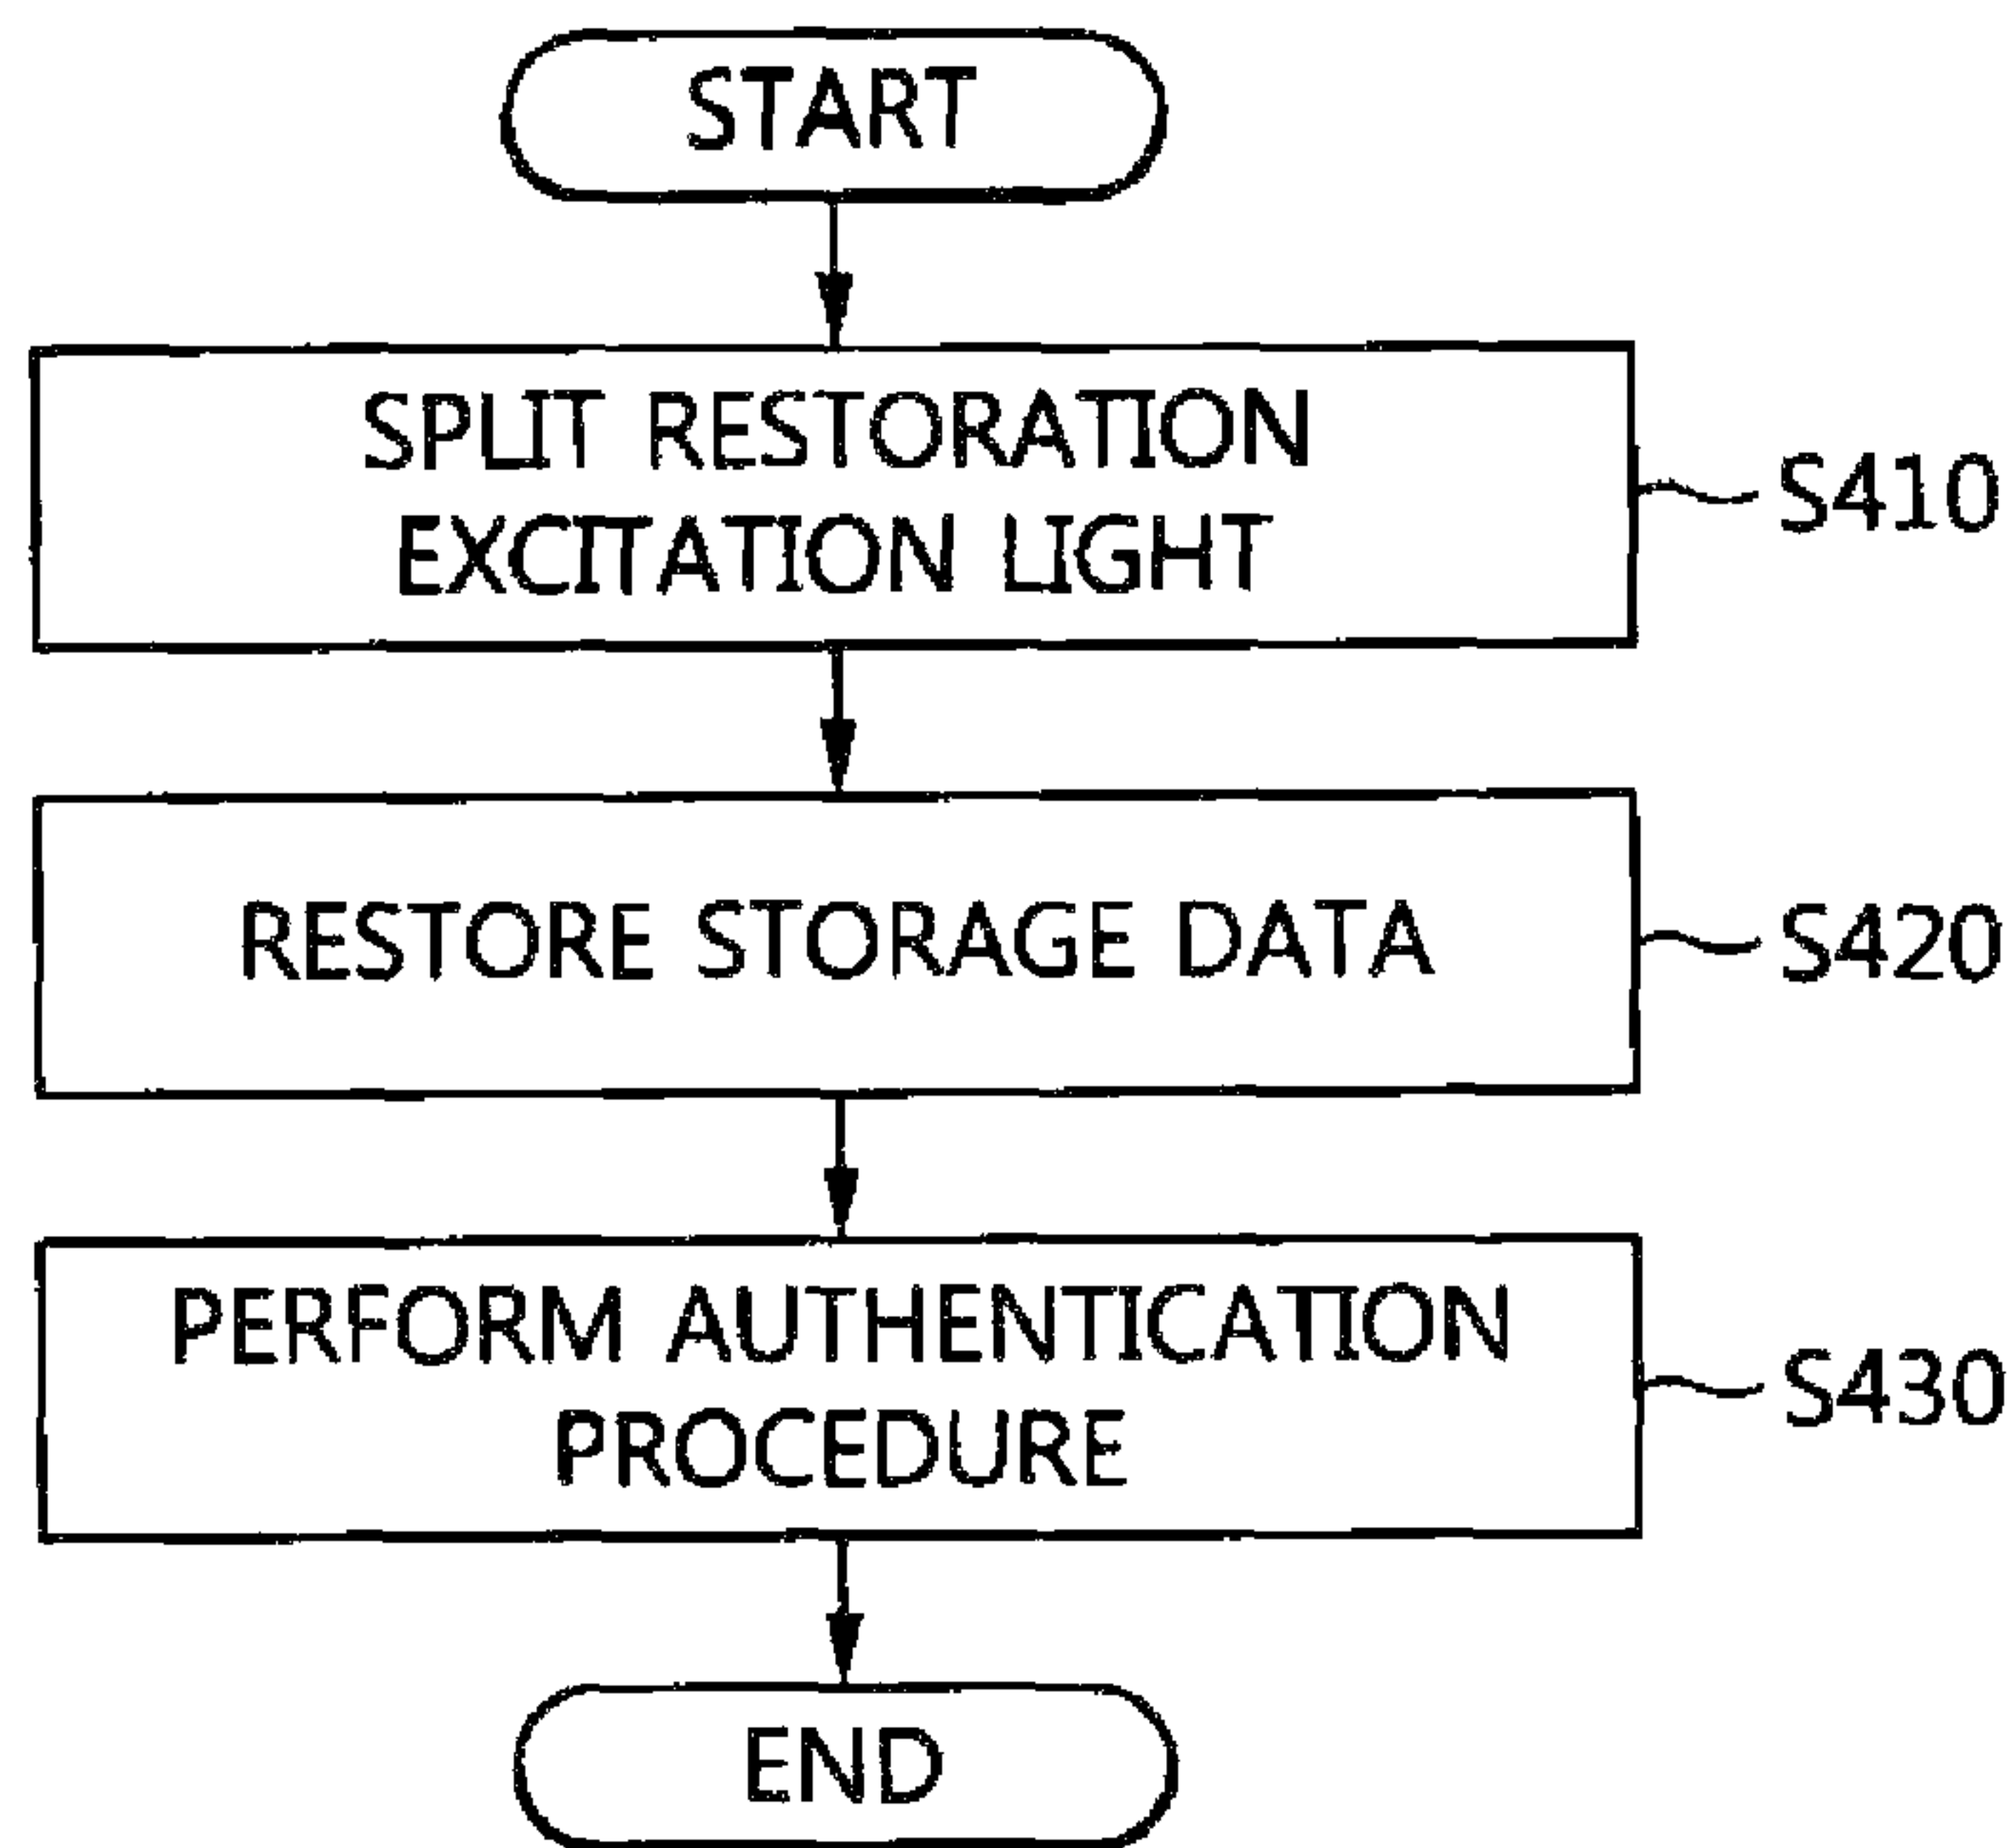 START
SPLIT RESTORATION
EXCITATION LIGHT
S410
RESTORE STORAGE DATA
S420
PERFORM AUTHENTICATION
PROCEDURE
S430
END